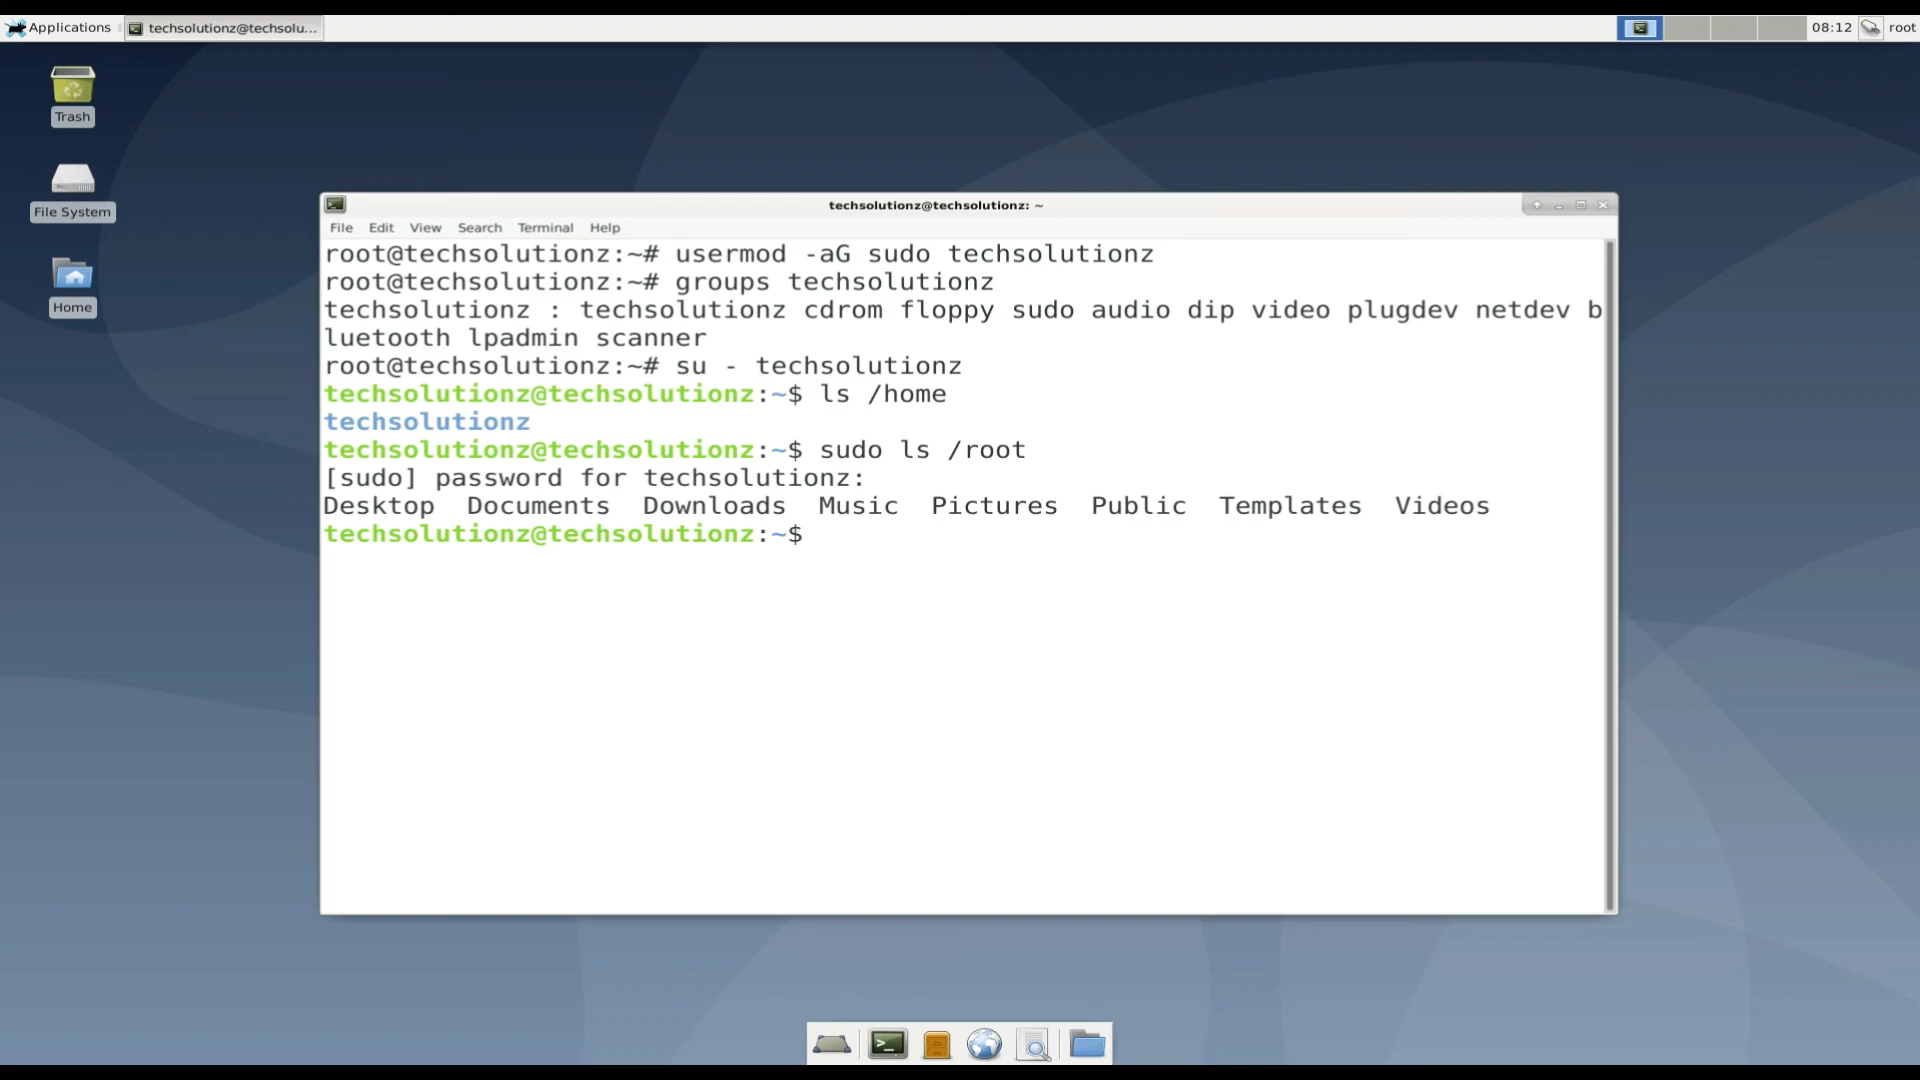 Applications
techsolutionz@techsolu...
08:12
root
Trash
File System
Home
techsolutionz@techsolutionz: ~
File Edit View Search Terminal Help
root@techsolutionz:~# usermod -aG sudo techsolutionz
root@techsolutionz:~# groups techsolutionz
techsolutionz : techsolutionz cdrom floppy sudo audio dip video plugdev netdev b
luetooth lpadmin scanner
root@techsolutionz:~# su - techsolutionz
techsolutionz@techsolutionz:~$ ls /home
techsolutionz
techsolutionz@techsolutionz:~$ sudo ls /root
[sudo] password for techsolutionz:
Desktop  Documents  Downloads  Music  Pictures  Public  Templates  Videos
techsolutionz@techsolutionz:~$